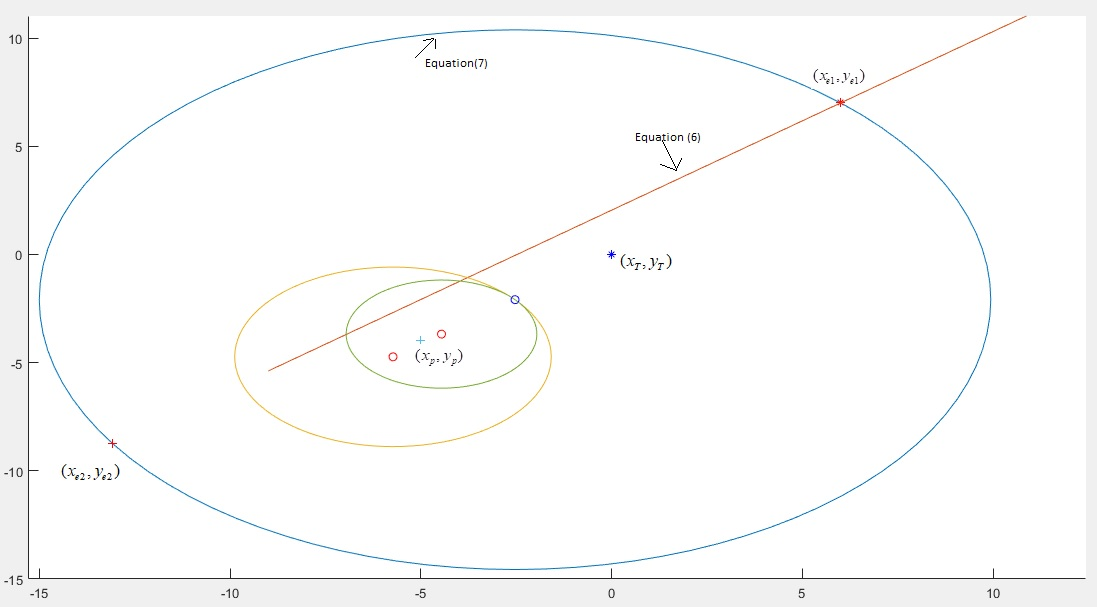 10
Equation(7)
(x_{e1}, y_{e1})
5
Equation (6)
0
(x_T, y_T)
-5
(x_p, y_p)
-10
(x_{e2}, y_{e2})
-15
-15 -10 -5 0 5 10